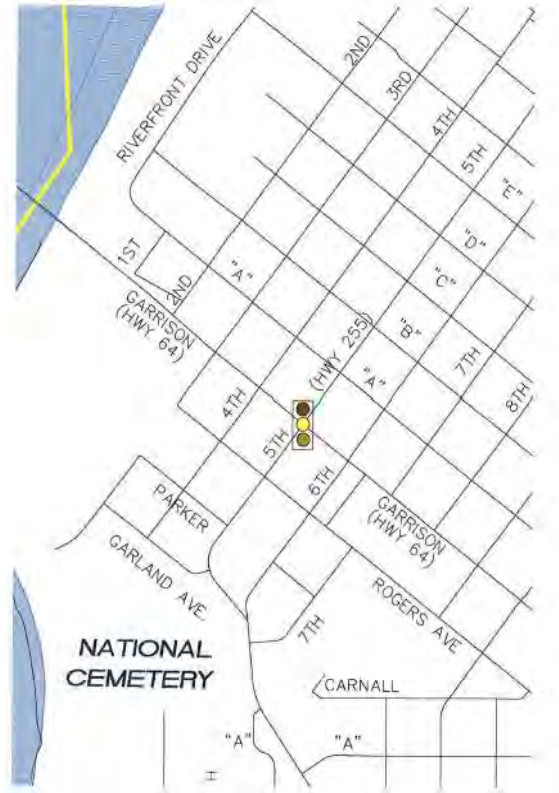 2ND
RIVERFRONT DRIVE
3RD
4TH
5TH
"E"
"D"
1ST
"A"
"C"
2ND
GARRISON
(HWY 64)
(HWY 255)
"B"
7TH
"A"
8TH
4TH
5TH
6TH
PARKER
GARRISON
(HWY 64)
GARLAND AVE.
ROGERS AVE
7TH
NATIONAL
CEMETERY
CARNALL
"A"
"A"
H